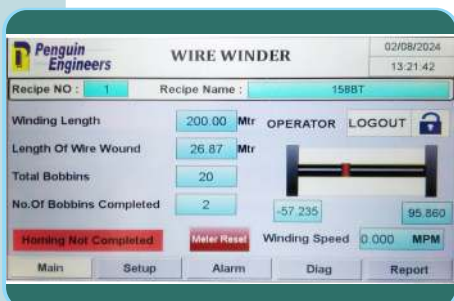 Penguin Engineers
WIRE WINDER
02/08/2024
13:21:42
Recipe NO : 1 Recipe Name : 158BT
Winding Length 200.00 Mtr OPERATOR LOGOUT
Length Of Wire Wound 26.87 Mtr
Total Bobbins 20
No.Of Bobbins Completed 2 -57.235 95.860
Homing Not Completed Meter Reset Winding Speed 0.000 MPM
Main Setup Alarm Diag Report